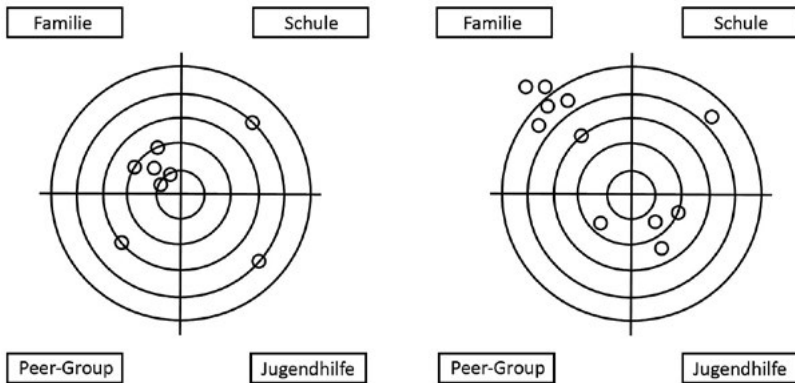 Familie
Schule
Familie
Schule
Peer-Group
Jugendhilfe
Peer-Group
Jugendhilfe